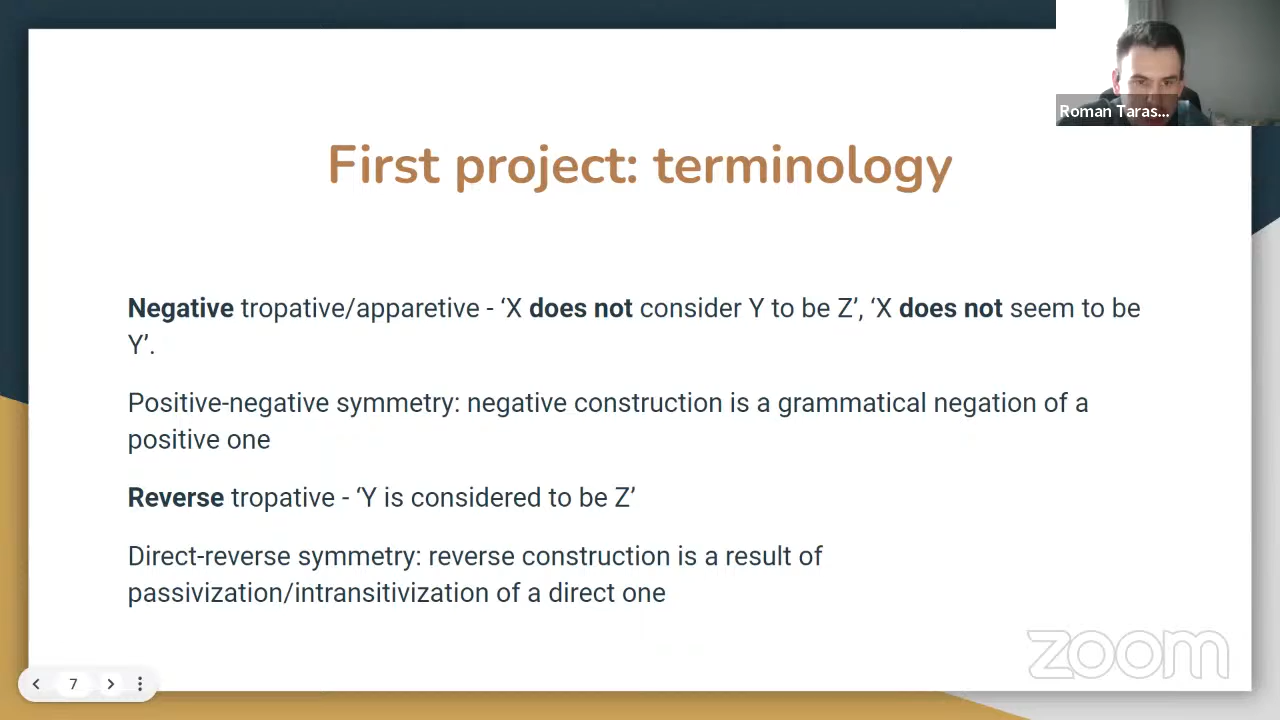 Roman Taras...
First project: terminology
Negative tropative/apparetive - ‘X does not consider Y to be Z’, ‘X does not seem to be
Y’.
Positive-negative symmetry: negative construction is a grammatical negation of a
positive one
Reverse tropative - ‘Y is considered to be Z’
Direct-reverse symmetry: reverse construction is a result of
passivization/intransitivization of a direct one
zoom
7